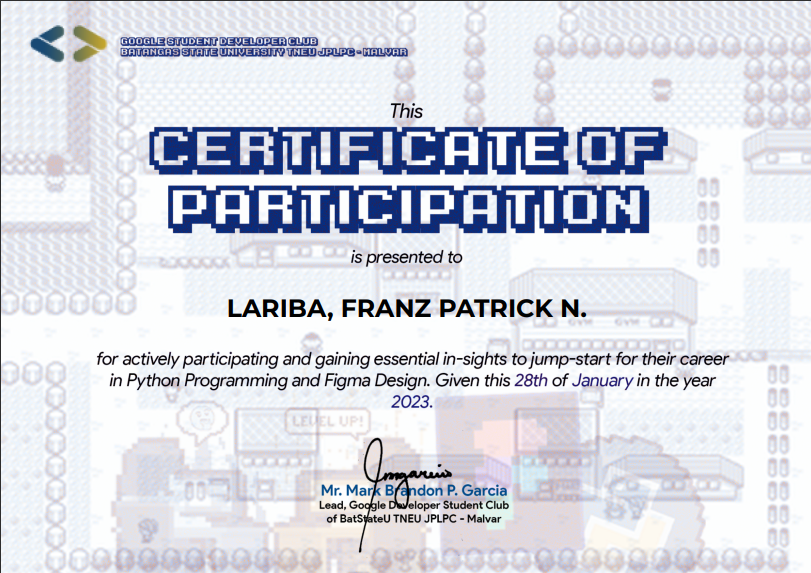 GOOGLE STUDENT DEVELOPER CLUB
BATANGAS STATE UNIVERSITY TNEU JPLPC - MALVAR
This
CERTIFICATE OF
PARTICIPATION
is presented to
LARIBA, FRANZ PATRICK N.
for actively participating and gaining essential in-sights to jump-start for their career
in Python Programming and Figma Design. Given this 28th of January in the year
2023.
LEVEL UP!
Mr. Mark Brandon P. Garcia
Lead, Google Developer Student Club
of BatStateU TNEU JPLPC - Malvar